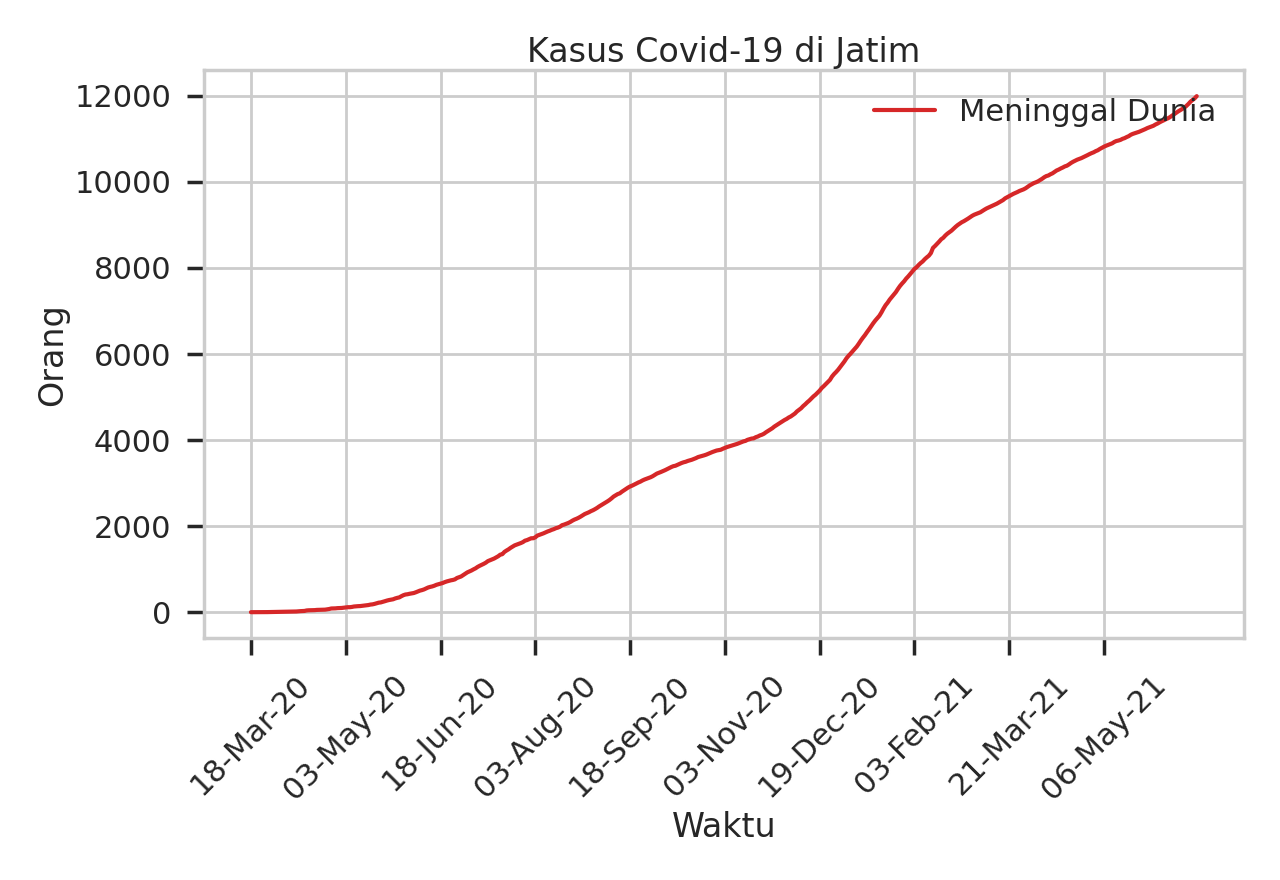 Kasus Covid-19 di Jatim
Meninggal Dunia
Orang
12000
10000
8000
6000
4000
2000
0
18-Mar-20
03-May-20
18-Jun-20
03-Aug-20
18-Sep-20
03-Nov-20
19-Dec-20
03-Feb-21
21-Mar-21
06-May-21
Waktu